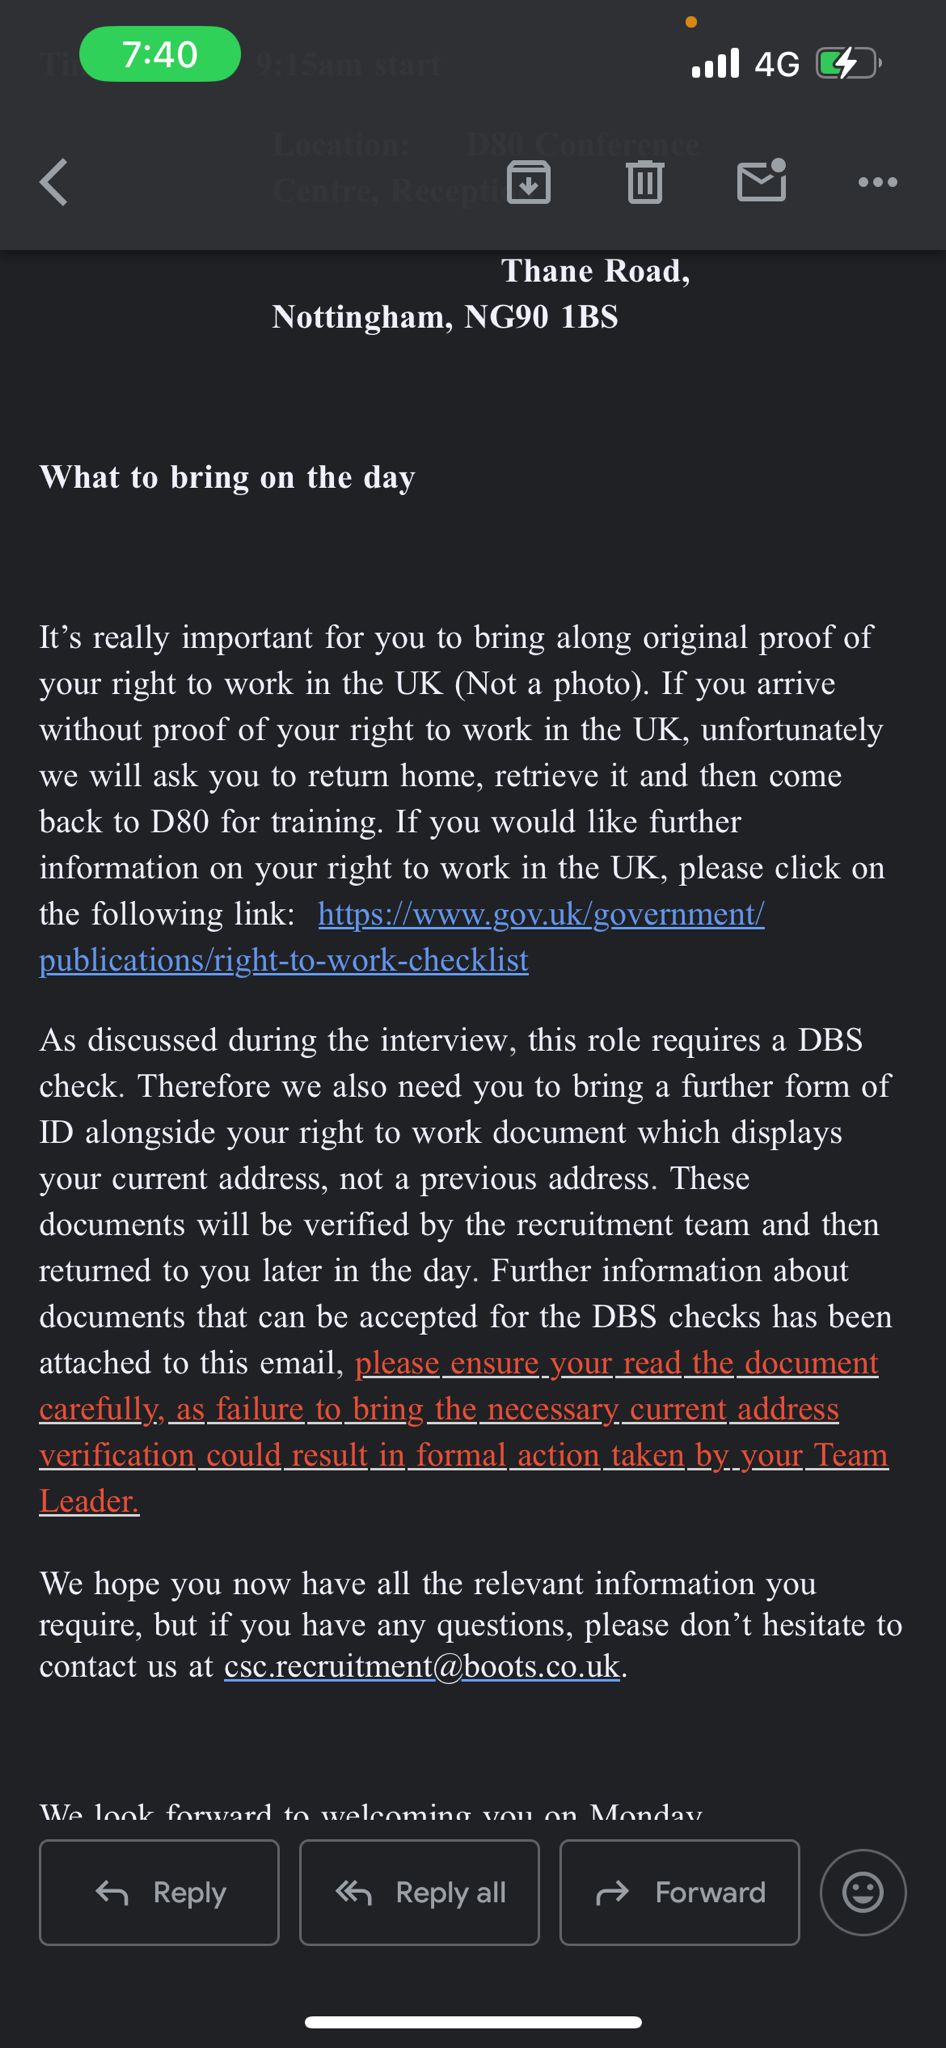 7:40
4G
9:15am start
Location: D80 Conference
Centre, Recepti
Thane Road,
Nottingham, NG90 1BS
What to bring on the day
It’s really important for you to bring along original proof of
your right to work in the UK (Not a photo). If you arrive
without proof of your right to work in the UK, unfortunately
we will ask you to return home, retrieve it and then come
back to D80 for training. If you would like further
information on your right to work in the UK, please click on
the following link: https://www.gov.uk/government/
publications/right-to-work-checklist
As discussed during the interview, this role requires a DBS
check. Therefore we also need you to bring a further form of
ID alongside your right to work document which displays
your current address, not a previous address. These
documents will be verified by the recruitment team and then
returned to you later in the day. Further information about
documents that can be accepted for the DBS checks has been
attached to this email, please ensure your read the document
carefully, as failure to bring the necessary current address
verification could result in formal action taken by your Team
Leader.
We hope you now have all the relevant information you
require, but if you have any questions, please don’t hesitate to
contact us at csc.recruitment@boots.co.uk.
We look forward to welcoming you on Monday
Reply
Reply all
Forward